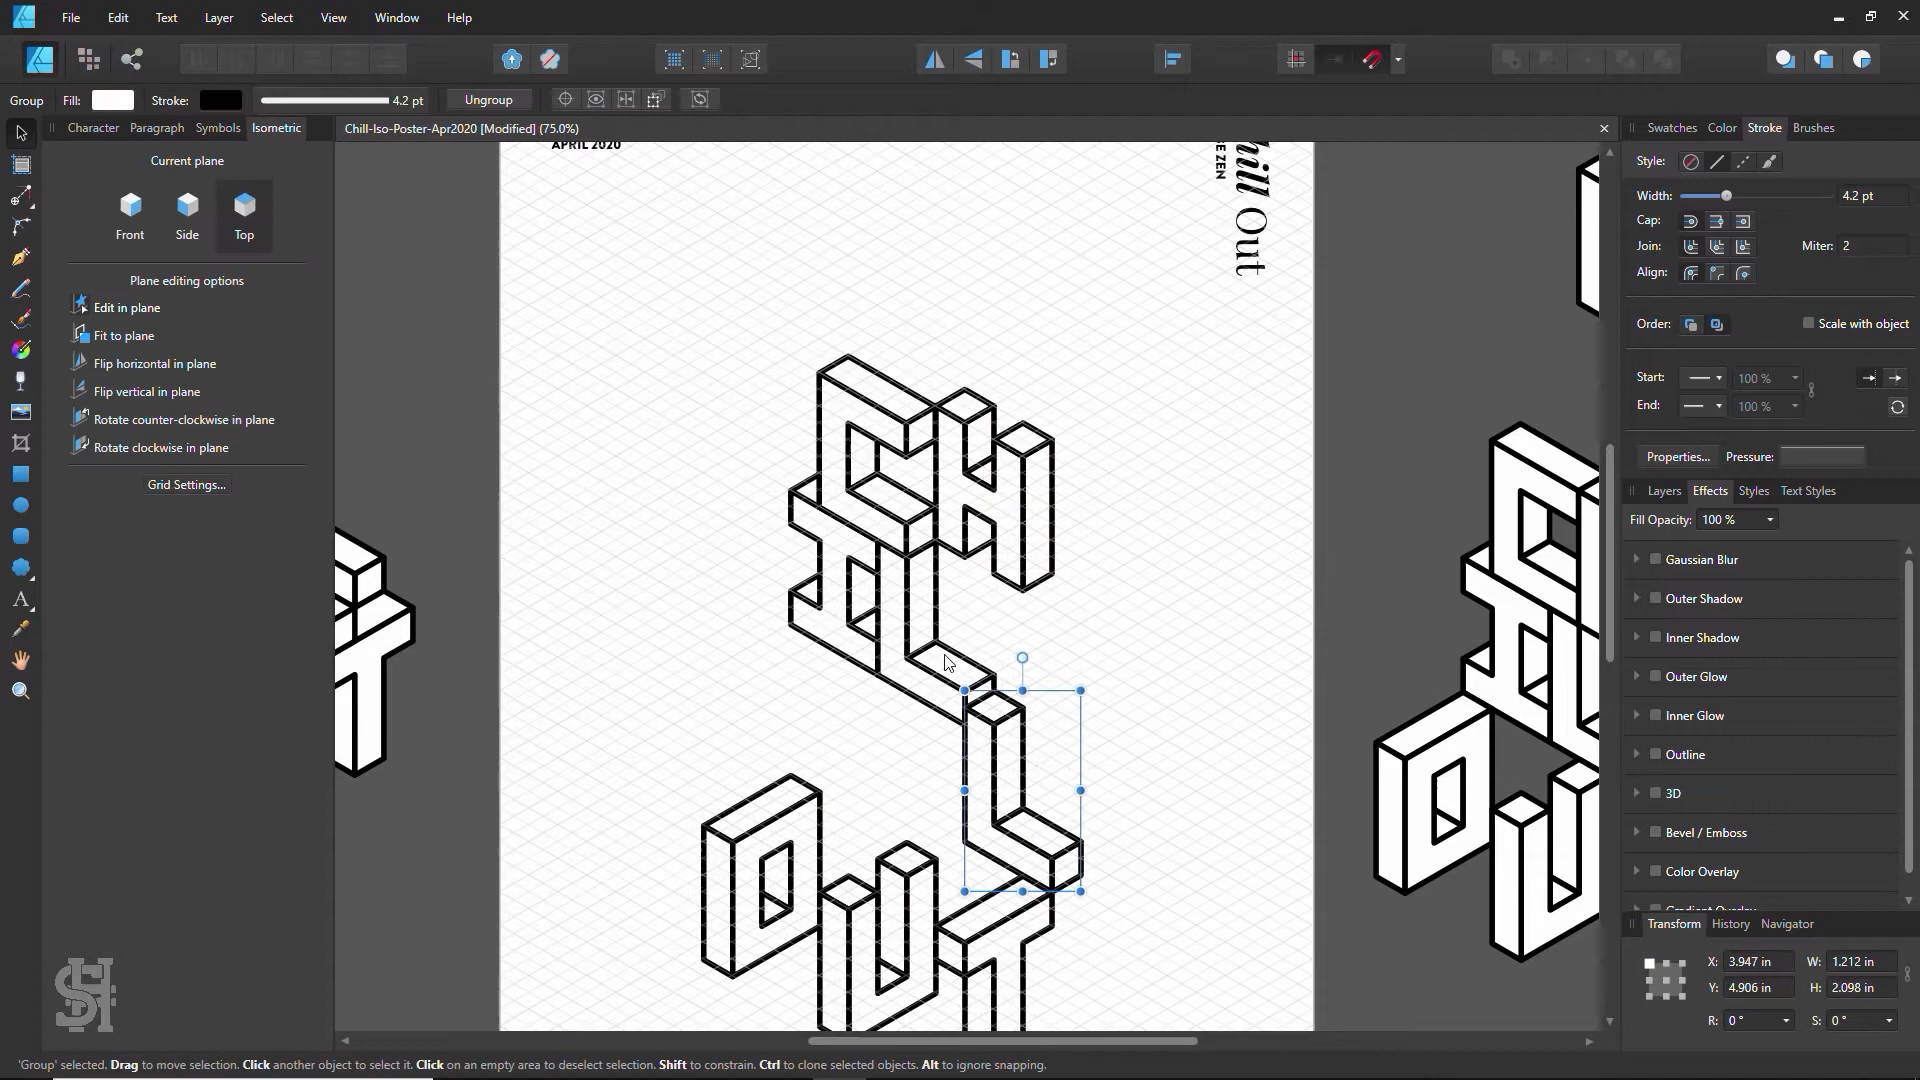 File Edit Text Layer Select View Window Help
Group Fill: Stroke: 4.2 pt Ungroup
Character Paragraph Symbols Isometric
Chill-Iso-Poster-Apr2020 [Modified] (75.0%)
Swatches Color Stroke Brushes
Current plane
Front Side Top
Plane editing options
Edit in plane
Fit to plane
Flip horizontal in plane
Flip vertical in plane
Rotate counter-clockwise in plane
Rotate clockwise in plane
Grid Settings...
APRIL 2020
hill Out
ZEN
CHILL
OUT
Style:
Width: 4.2 pt
Cap:
Join: Miter: 2
Align:
Order: Scale with object
Start: 100 %
End: 100 %
Properties... Pressure:
Layers Effects Styles Text Styles
Fill Opacity: 100 %
Gaussian Blur
Outer Shadow
Inner Shadow
Outer Glow
Inner Glow
Outline
3D
Bevel / Emboss
Color Overlay
Gradient Overlay
Transform History Navigator
X: 3.947 in W: 1.212 in
Y: 4.906 in H: 2.098 in
R: 0 ° S: 0 °
'Group' selected. Drag to move selection. Click another object to select it. Click on an empty area to deselect selection. Shift to constrain. Ctrl to clone selected objects. Alt to ignore snapping.